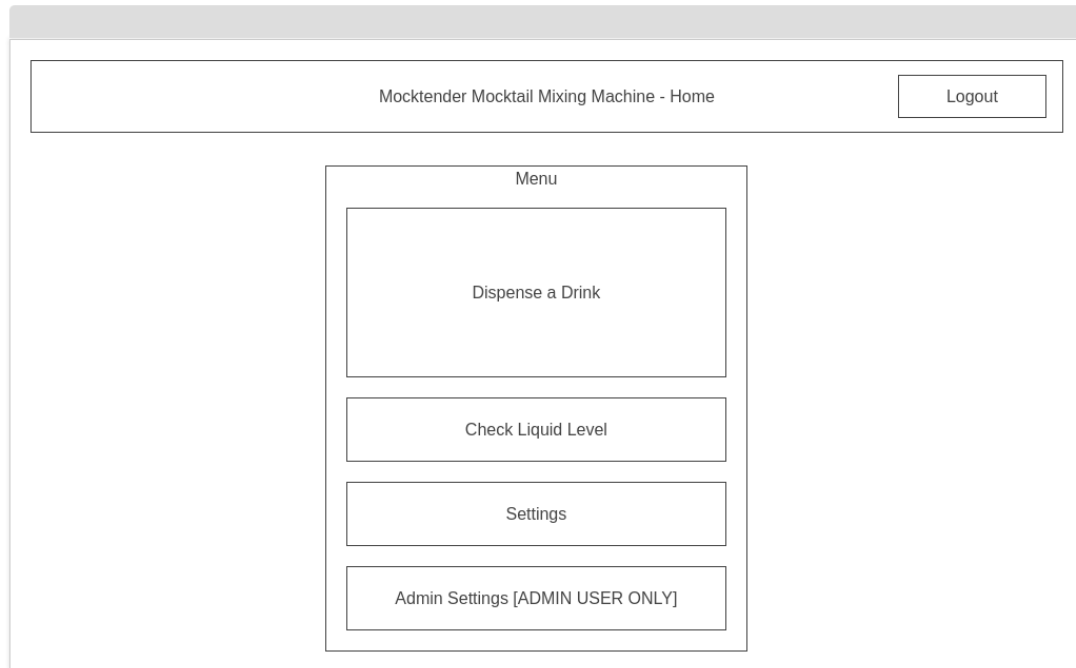 Mocktender Mocktail Mixing Machine - Home
Logout
Menu
Dispense a Drink
Check Liquid Level
Settings
Admin Settings [ADMIN USER ONLY]